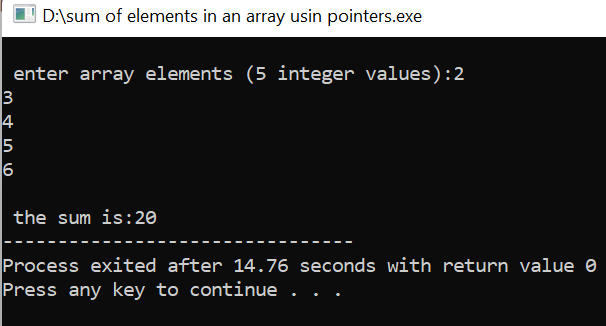 D:\sum of elements in an array usin pointers.exe
enter array elements (5 integer values):2
3
4
5
6
the sum is:20
--------------------------------
Process exited after 14.76 seconds with return value 0
Press any key to continue . . .